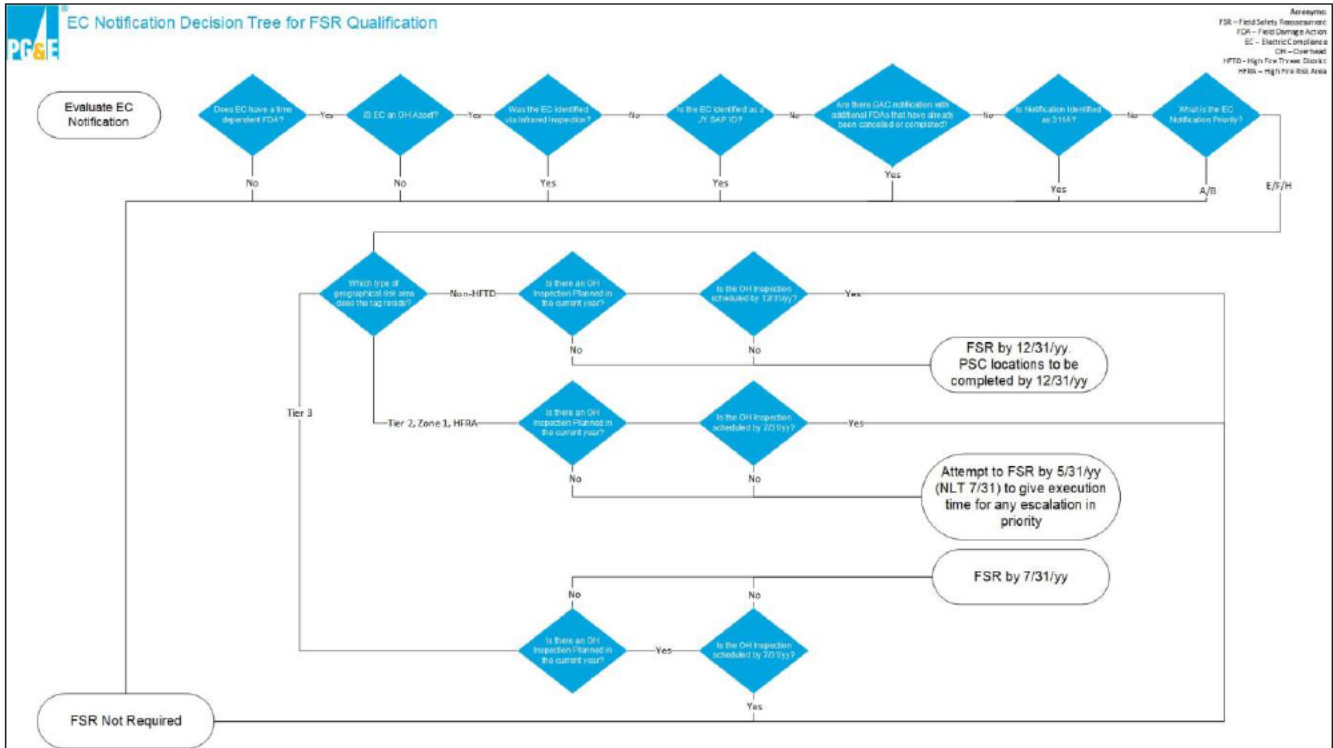 PG&E
EC Notification Decision Tree for FSR Qualification
Acronyms
FSR – Field Safety Reassessment
FDA – Field Damage Action
EC – Electric Compliance
OH – Overhead
HFTD – High Fire Threat District
HFRA – High Fire Risk Area
Evaluate EC
Notification
Does EC have a time
dependent FDA?
Yes
IS EC an OH Asset?
Yes
Was the EC Identified
via Infrared Inspection?
No
Is the EC Identified as a
SAP ID?
No
Are there notification with
additional FDAs that have already
been canceled or completed?
No
Is Notification Identified
as 311A?
No
What is the EC
Notification Priority?
No
No
Yes
Yes
Yes
Yes
A/B
E/F/H
Which type of
geographical risk area
does the tag reside?
Non-HFTD
Is there an OH
Inspection Planned in
the current year?
Is the OH Inspection
scheduled by 12/31/yy?
Yes
No
No
FSR by 12/31/yy.
PSC locations to be
completed by 12/31/yy
Tier 3
Tier 2, Zone 1, HFRA
Is there an OH
Inspection Planned in
the current year?
Is the OH Inspection
scheduled by 7/31/yy?
Yes
No
No
Attempt to FSR by 5/31/yy
(NLT 7/31) to give execution
time for any escalation in
priority
FSR by 7/31/yy
No
No
Is there an OH
Inspection Planned in
the current year?
Yes
Is the OH Inspection
scheduled by 7/31/yy?
Yes
FSR Not Required